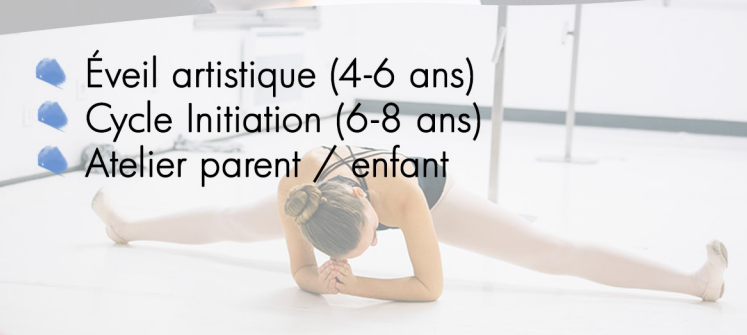 Éveil artistique (4-6 ans)
Cycle Initiation (6-8 ans)
Atelier parent / enfant